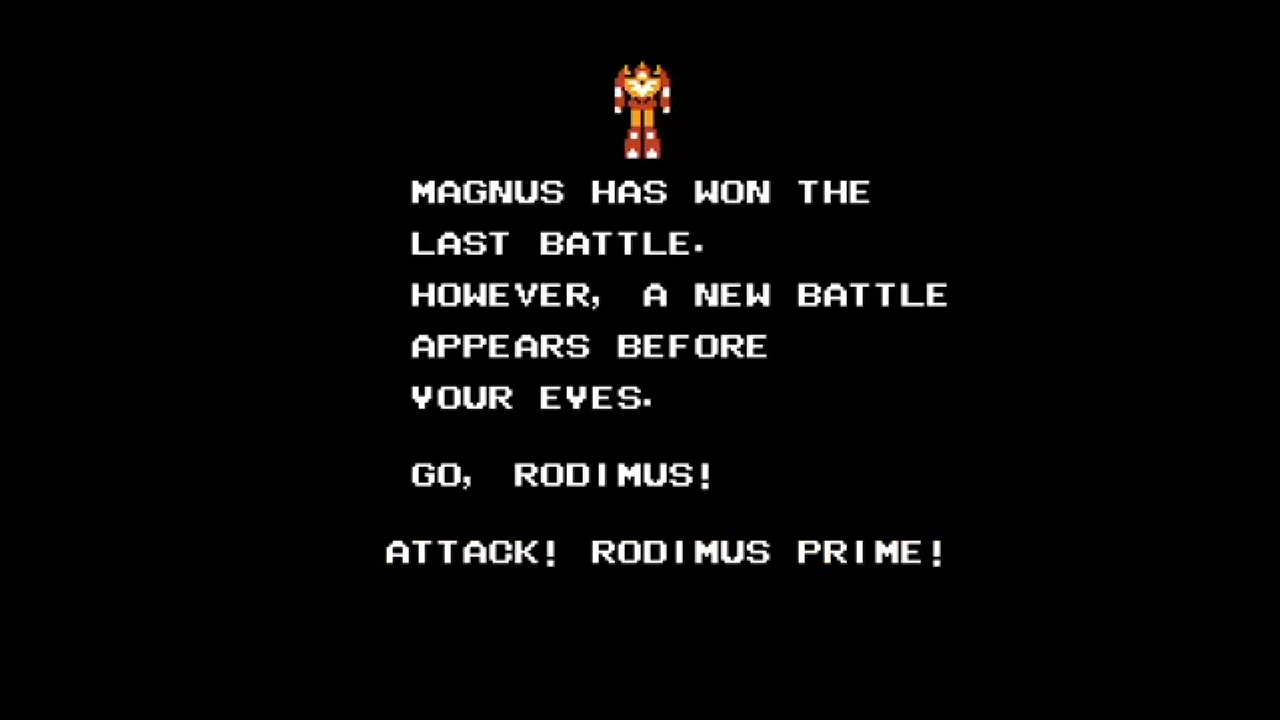 MAGNUS HAS WON THE
LAST BATTLE.
HOWEVER, A NEW BATTLE
APPEARS BEFORE
YOUR EYES.
GO, RODIMUS!
ATTACK! RODIMUS PRIME!